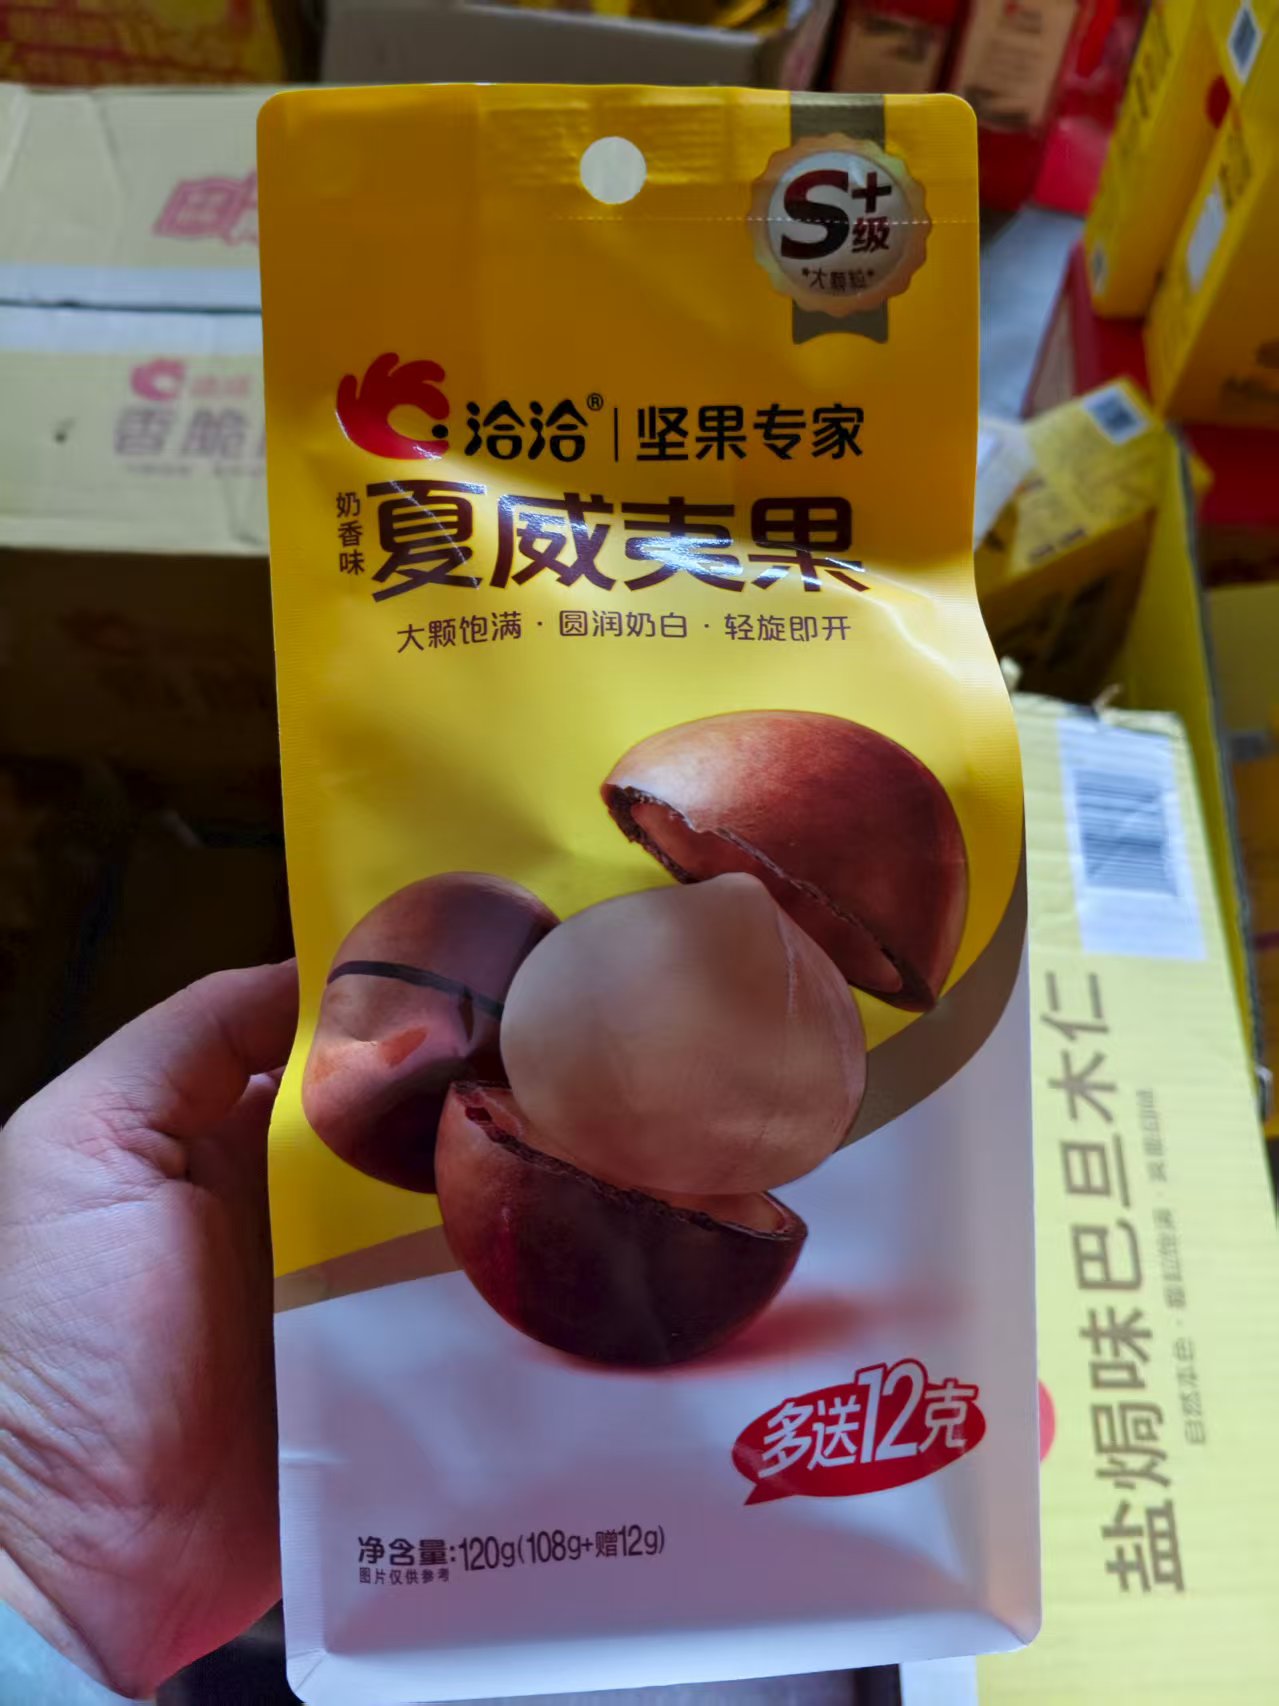 S+级
*大颗粒*
洽洽®|坚果专家
奶香味
夏威夷果
大颗饱满·圆润奶白·轻旋即开
多送12克
净含量:120g(108g+赠12g)
图片仅供参考
香脆
盐焗味巴旦木仁